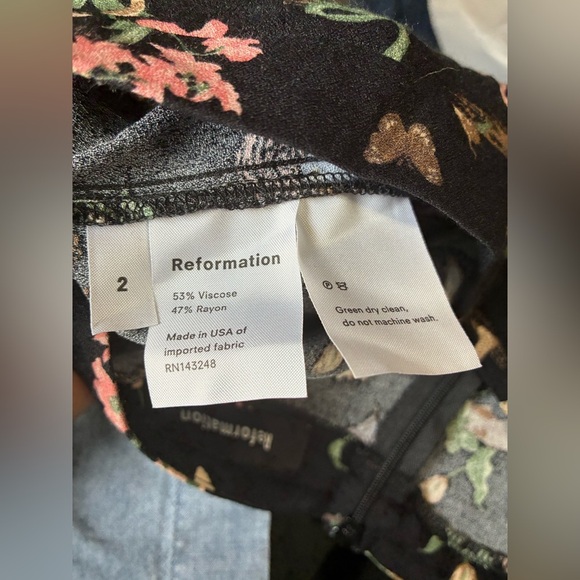 2
Reformation
53% Viscose
47% Rayon
Made in USA of
imported fabric
RN143248
Green dry clean,
do not machine wash.
Reformation